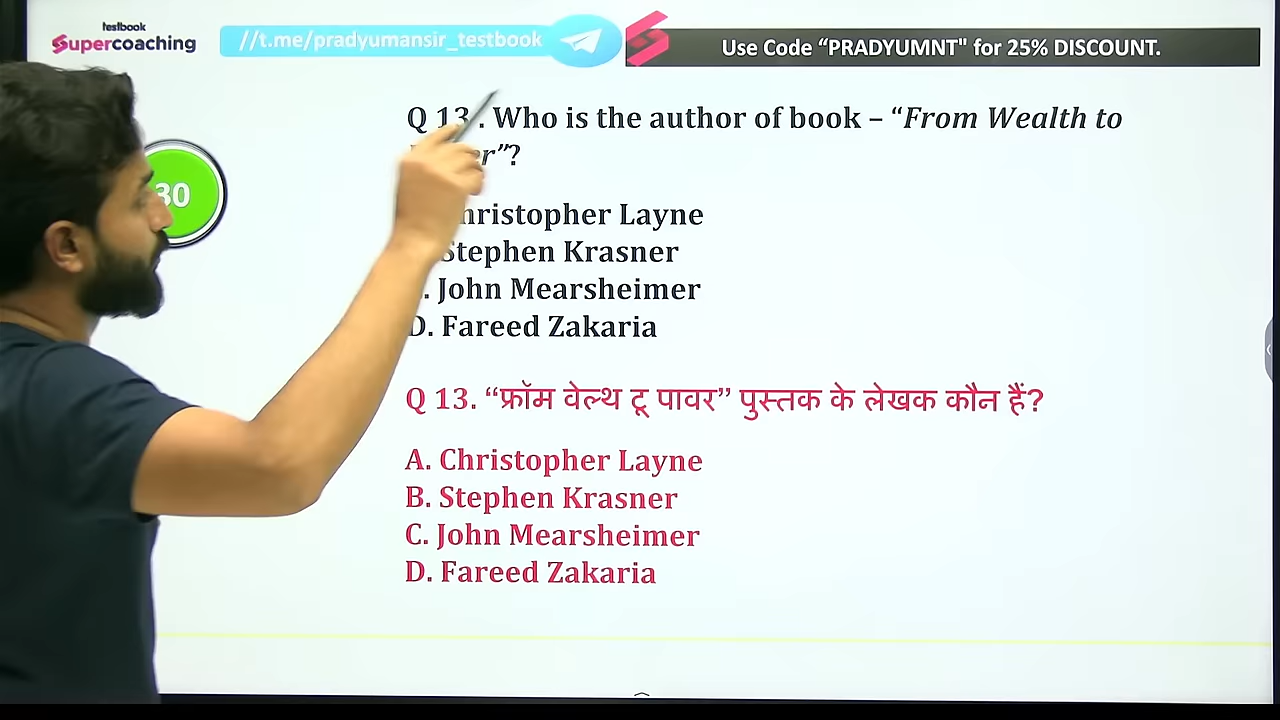 testbook
Supercoaching
//t.me/pradyumansir_testbook
Use Code “PRADYUMNT" for 25% DISCOUNT.
30
Q 13. Who is the author of book – “From Wealth to
er”?
hristopher Layne
Stephen Krasner
. John Mearsheimer
D. Fareed Zakaria
Q 13. “फ्रॉम वेल्थ टू पावर” पुस्तक के लेखक कौन हैं?
A. Christopher Layne
B. Stephen Krasner
C. John Mearsheimer
D. Fareed Zakaria